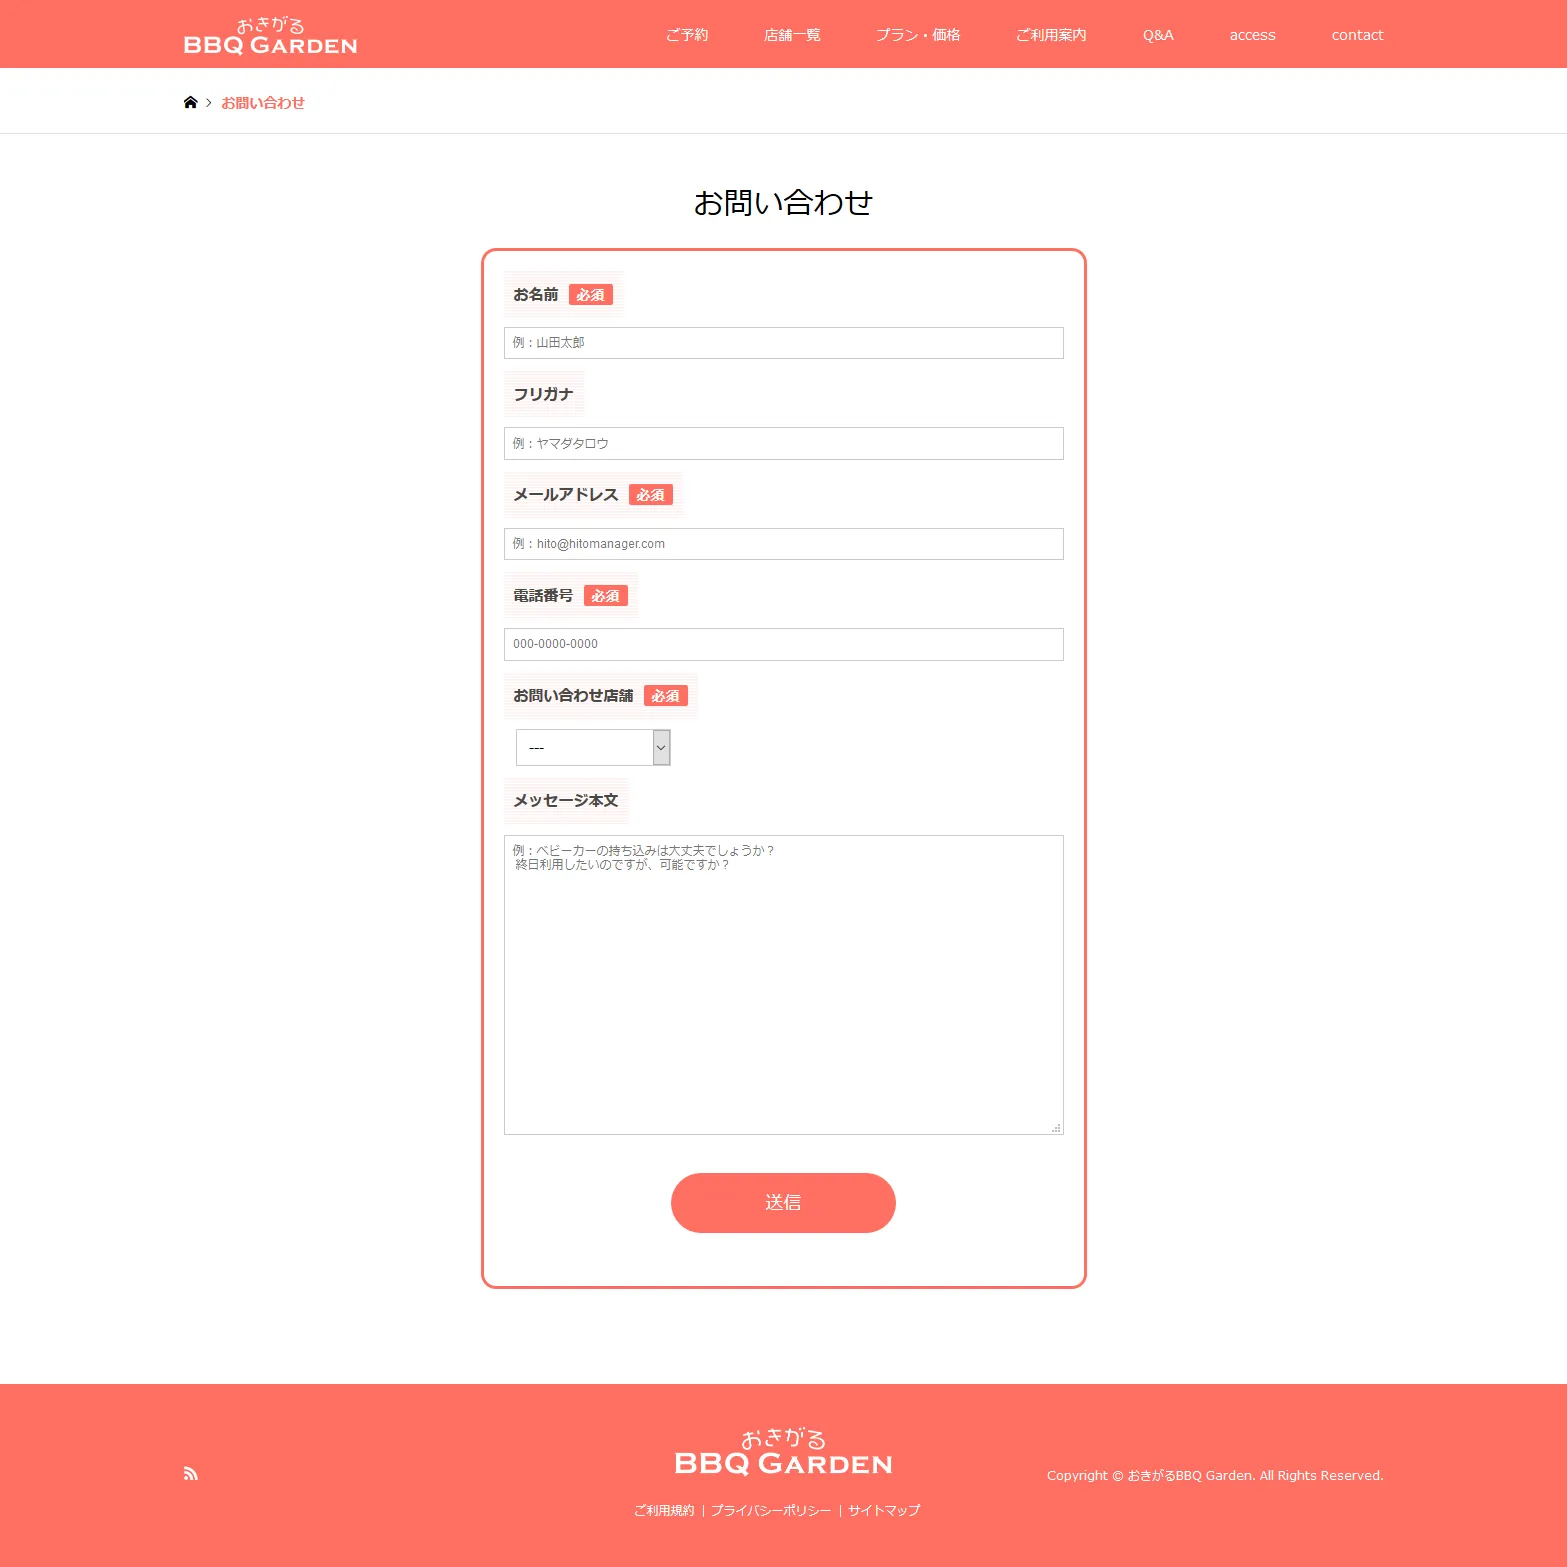 おきがる
BBQ GARDEN
ご予約 店舗一覧 プラン・価格 ご利用案内 Q&A access contact
お問い合わせ
お問い合わせ
お名前 必須
例：山田太郎
フリガナ
例：ヤマダタロウ
メールアドレス 必須
例：hito@hitomanager.com
電話番号 必須
000-0000-0000
お問い合わせ店舗 必須
---
メッセージ本文
例：ベビーカーの持ち込みは大丈夫でしょうか？
終日利用したいのですが、可能ですか？
送信
おきがる
BBQ GARDEN
Copyright © おきがるBBQ Garden. All Rights Reserved.
ご利用規約 | プライバシーポリシー | サイトマップ